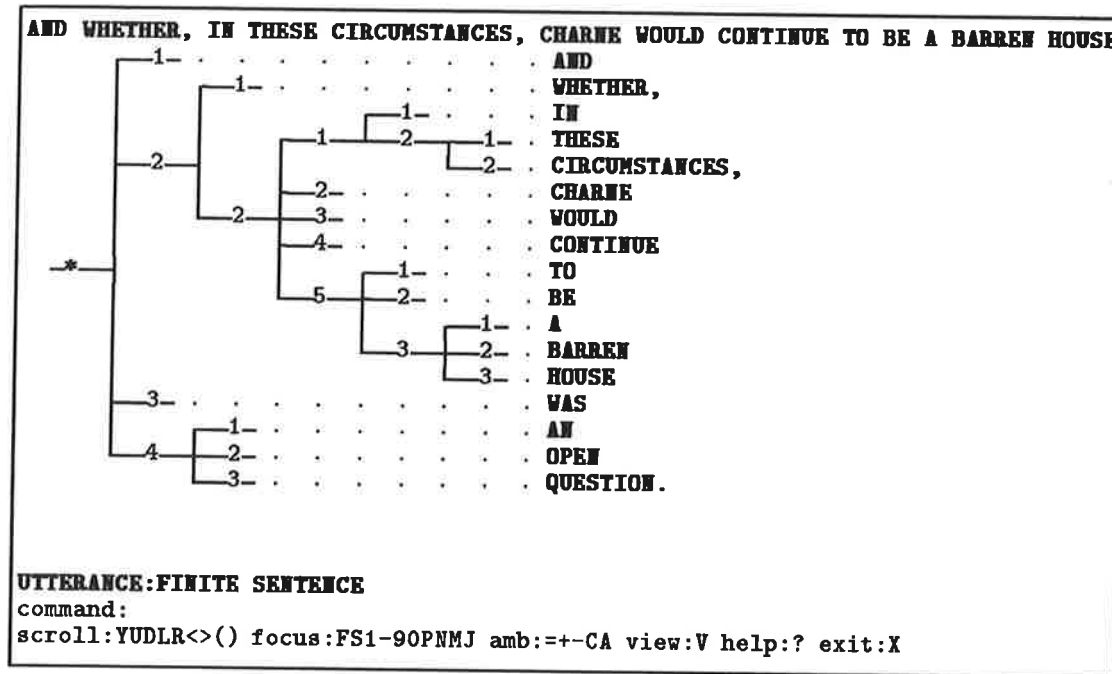 AND WHETHER, IN THESE CIRCUMSTANCES, CHARNE WOULD CONTINUE TO BE A BARREN HOUSE
1 . . . . . . . . . AND
1 . . . . . . . WHETHER,
1 . . . IN
1 2 1 . THESE
2 2 . CIRCUMSTANCES,
2 . . . . . CHARNE
2 3 . . . . . WOULD
4 . . . . . CONTINUE
* 1 . . . TO
5 2 . . . BE
1 . A
3 2 . BARREN
3 . HOUSE
3 . . . . . . . . . WAS
1 . . . . . . . AN
4 2 . . . . . . . OPEN
3 . . . . . . . QUESTION.
UTTERANCE:FINITE SENTENCE
command:
scroll:YUDLR<>() focus:FS1-90PNMJ amb:=+-CA view:V help:? exit:X